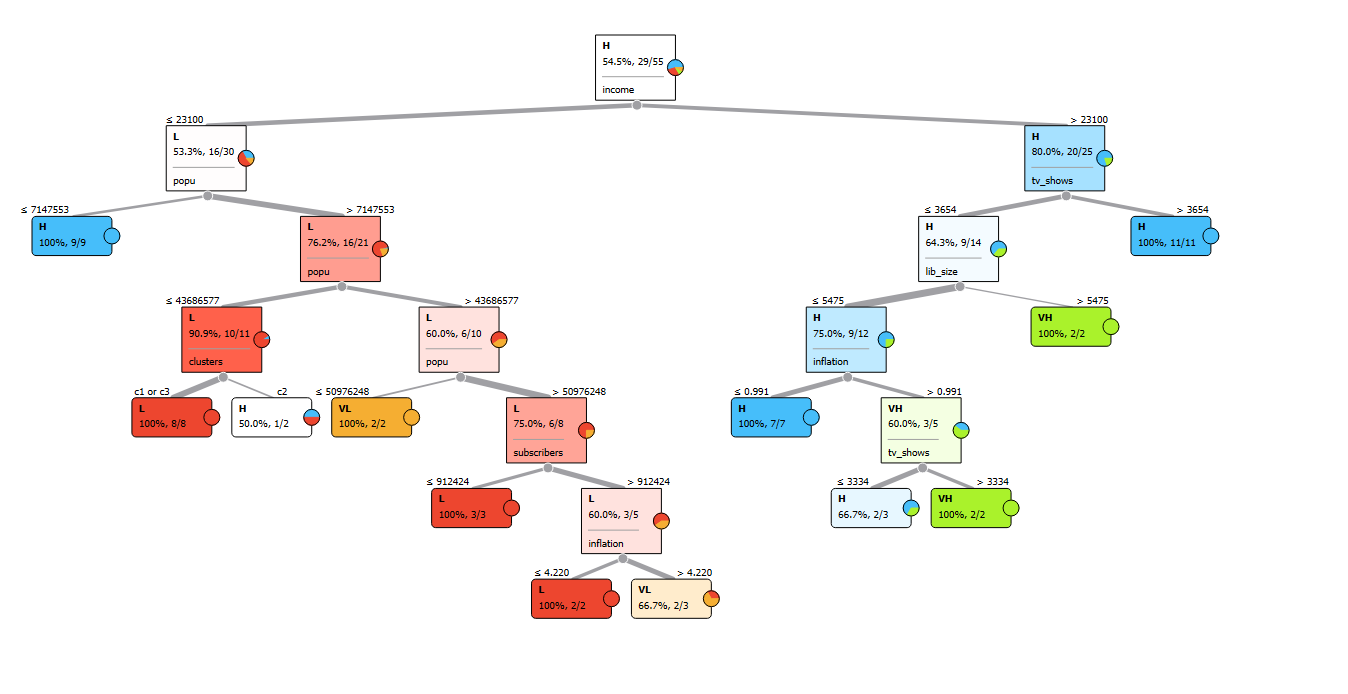 H
54.5%, 29/55
income
≤ 23100
> 23100
L
53.3%, 16/30
popu
H
80.0%, 20/25
tv_shows
≤ 7147553
> 7147553
≤ 3654
> 3654
H
100%, 9/9
L
76.2%, 16/21
popu
H
64.3%, 9/14
lib_size
H
100%, 11/11
≤ 43686577
> 43686577
≤ 5475
> 5475
L
90.9%, 10/11
clusters
L
60.0%, 6/10
popu
H
75.0%, 9/12
inflation
VH
100%, 2/2
c1 or c3
c2
≤ 50976248
> 50976248
≤ 0.991
> 0.991
L
100%, 8/8
H
50.0%, 1/2
VL
100%, 2/2
L
75.0%, 6/8
subscribers
H
100%, 7/7
VH
60.0%, 3/5
tv_shows
≤ 912424
> 912424
≤ 3334
> 3334
L
100%, 3/3
L
60.0%, 3/5
inflation
H
66.7%, 2/3
VH
100%, 2/2
≤ 4.220
> 4.220
L
100%, 2/2
VL
66.7%, 2/3